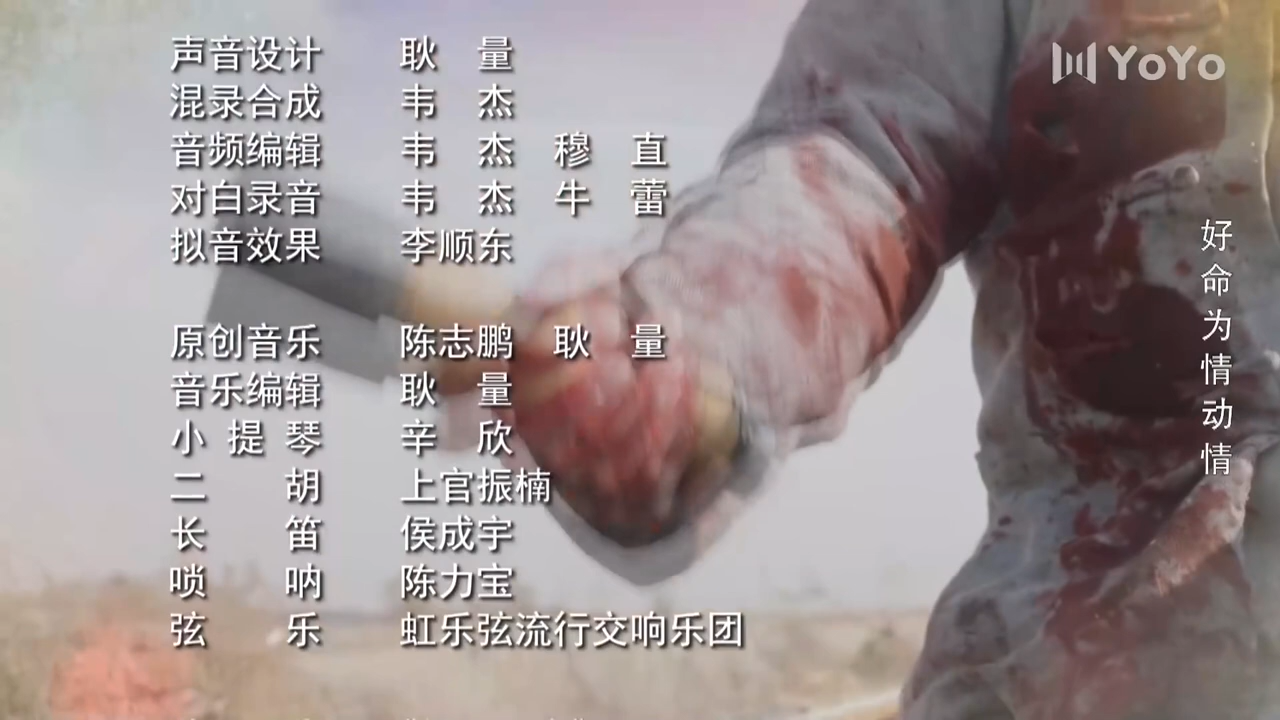 声音设计 耿 量
混录合成 韦 杰
音频编辑 韦 杰 穆 直
对白录音 韦 杰 牛 蕾
拟音效果 李顺东
原创音乐 陈志鹏 耿 量
音乐编辑 耿 量
小提琴 辛 欣
二胡 上官振楠
长笛 侯成宇
唢呐 陈力宝
弦乐 虹乐弦流行交响乐团
YoYo
好命为情动情